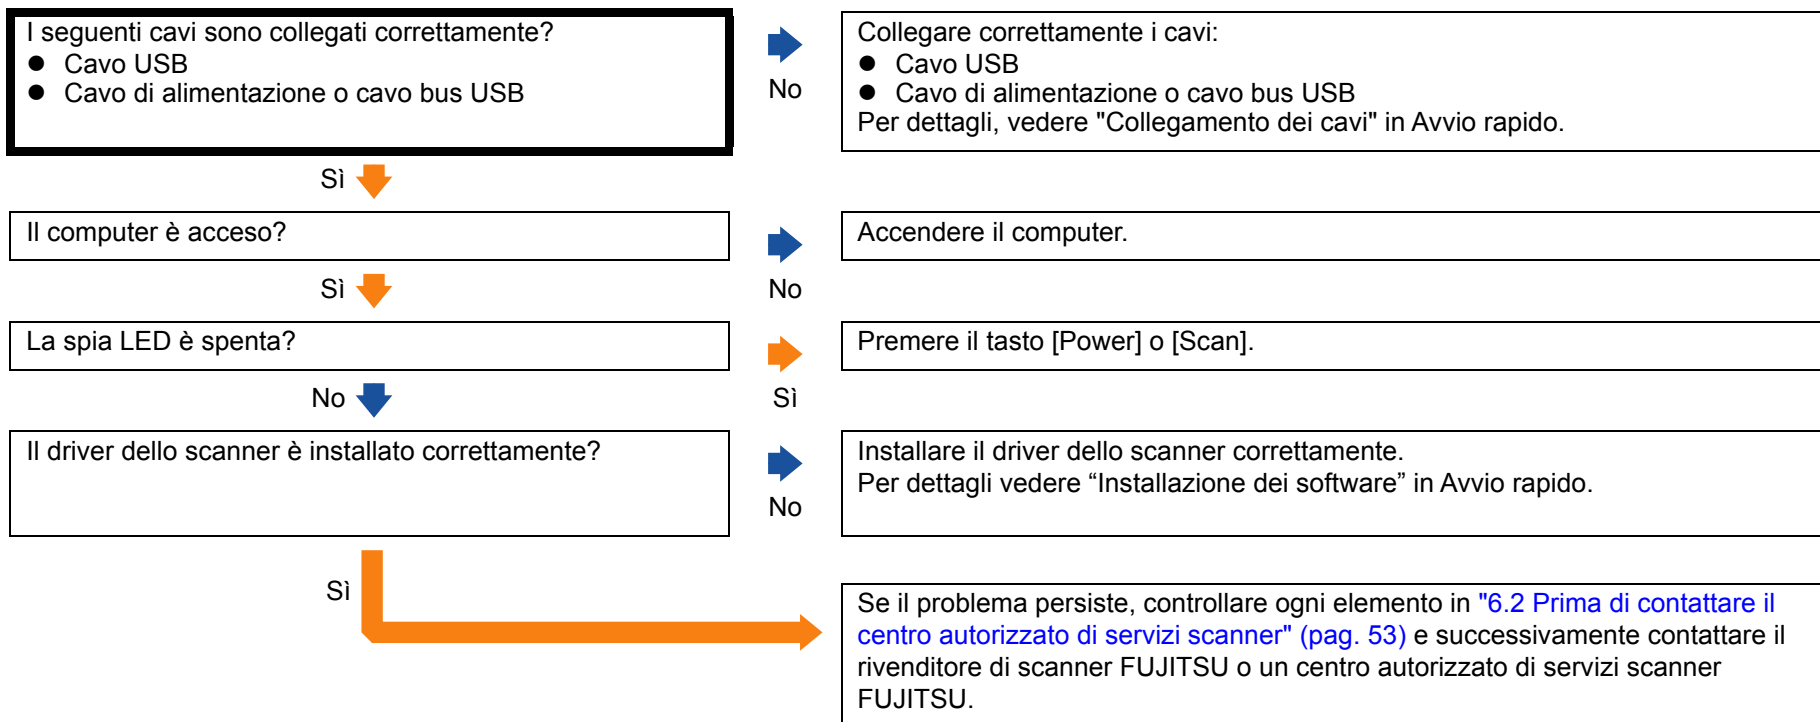 I seguenti cavi sono collegati correttamente?
● Cavo USB
● Cavo di alimentazione o cavo bus USB
No
Collegare correttamente i cavi:
● Cavo USB
● Cavo di alimentazione o cavo bus USB
Per dettagli, vedere "Collegamento dei cavi" in Avvio rapido.
Sì
Il computer è acceso?
No
Accendere il computer.
Sì
La spia LED è spenta?
Sì
Premere il tasto [Power] o [Scan].
No
Il driver dello scanner è installato correttamente?
No
Installare il driver dello scanner correttamente.
Per dettagli vedere “Installazione dei software” in Avvio rapido.
Sì
Se il problema persiste, controllare ogni elemento in "6.2 Prima di contattare il
centro autorizzato di servizi scanner" (pag. 53) e successivamente contattare il
rivenditore di scanner FUJITSU o un centro autorizzato di servizi scanner
FUJITSU.